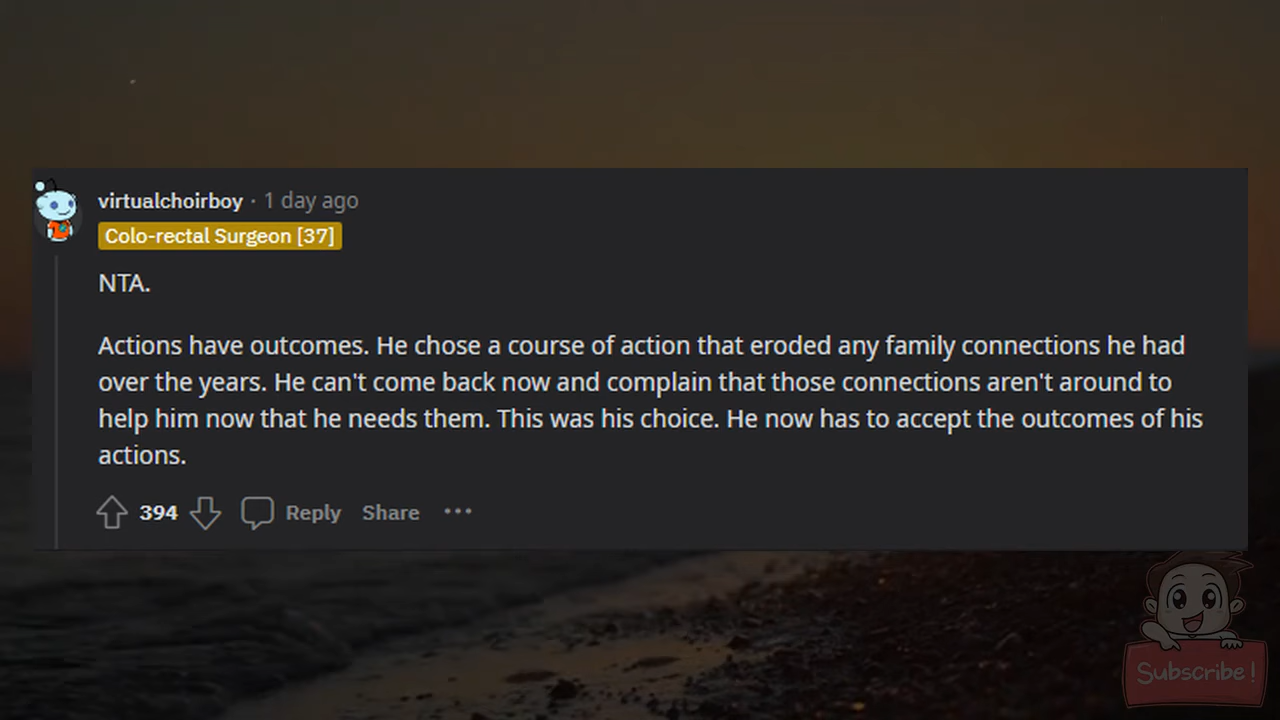 virtualchoirboy · 1 day ago
Colo-rectal Surgeon [37]
NTA.
Actions have outcomes. He chose a course of action that eroded any family connections he had
over the years. He can't come back now and complain that those connections aren't around to
help him now that he needs them. This was his choice. He now has to accept the outcomes of his
actions.
394 Reply Share ···
Subscribe!